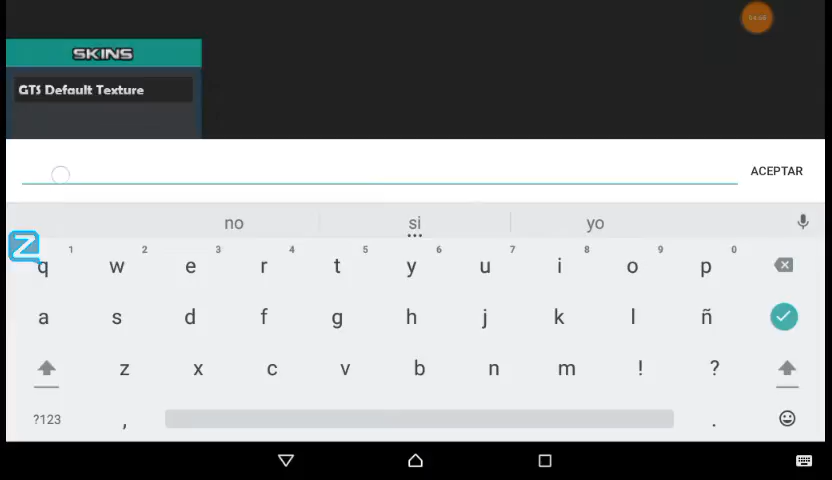 SKINS
GTS Default Texture
ACEPTAR
no si yo
1 2 3 4 5 6 7 8 9 0
q w e r t y u i o p
a s d f g h j k l ñ
z x c v b n m ! ?
?123 , .